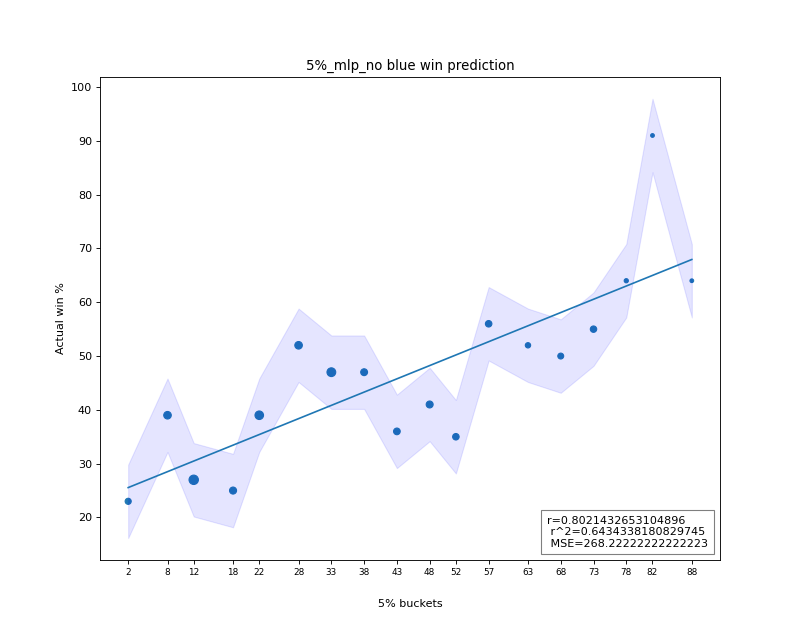 5%_mlp_no blue win prediction
100
90
80
70
60
50
40
30
20
Actual win %
r=0.8021432653104896
r^2=0.6434338180829745
MSE=268.22222222222223
2 8 12 18 22 28 33 38 43 48 52 57 63 68 73 78 82 88
5% buckets